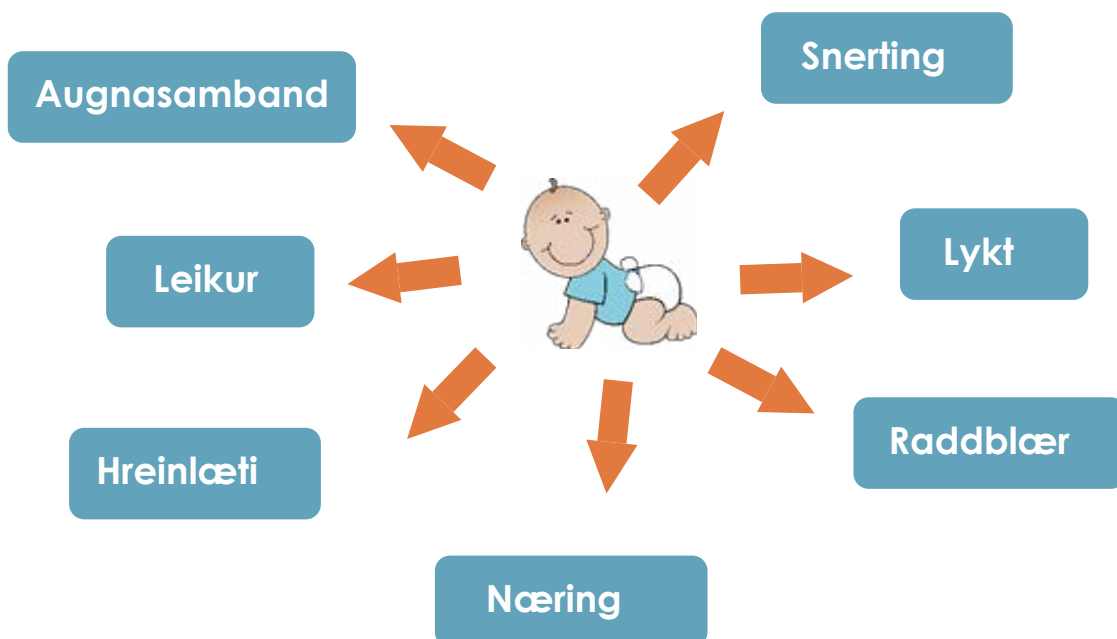 Augnasamband
Snerting
Leikur
Lykt
Hreinlæti
Raddblær
Næring